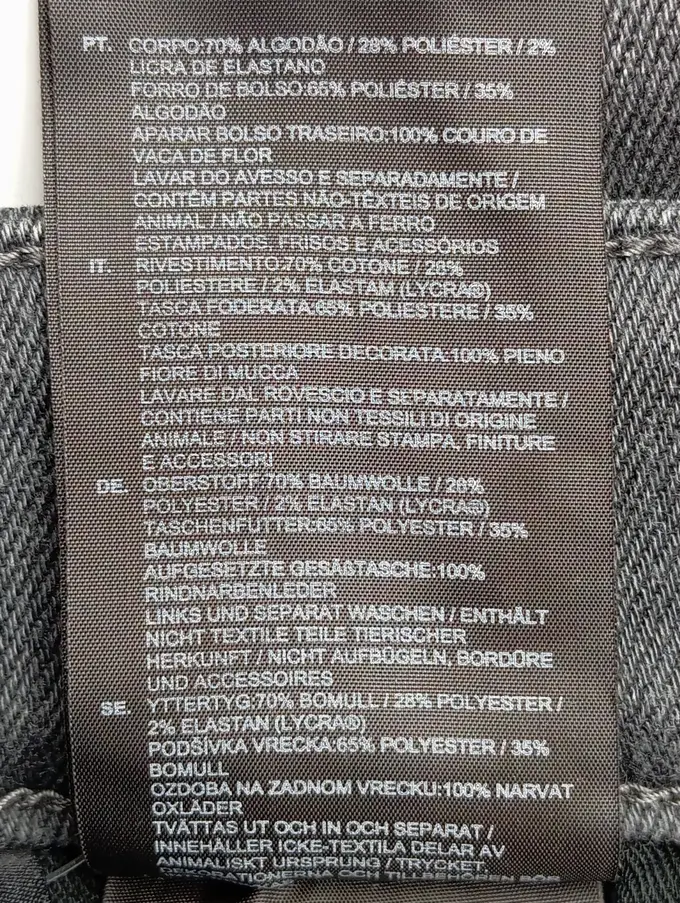 PT. CORPO:70% ALGODÃO / 28% POLIÉSTER / 2%
LICRA DE ELASTANO
FORRO DE BOLSO:65% POLIÉSTER / 35%
ALGODÃO
APARAR BOLSO TRASEIRO:100% COURO DE
VACA DE FLOR
LAVAR DO AVESSO E SEPARADAMENTE /
CONTÉM PARTES NÃO-TÊXTEIS DE ORIGEM
ANIMAL / NÃO PASSAR A FERRO
ESTAMPADOS, FRISOS E ACESSÓRIOS
IT. RIVESTIMENTO:70% COTONE / 28%
POLIESTERE / 2% ELASTAM (LYCRA®)
TASCA FODERATA:65% POLIESTERE / 35%
COTONE
TASCA POSTERIORE DECORATA:100% PIENO
FIORE DI MUCCA
LAVARE DAL ROVESCIO E SEPARATAMENTE /
CONTIENE PARTI NON TESSILI DI ORIGINE
ANIMALE / NON STIRARE STAMPA, FINITURE
E ACCESSORI
DE. OBERSTOFF:70% BAUMWOLLE / 28%
POLYESTER / 2% ELASTAN (LYCRA®)
TASCHENFUTTER:65% POLYESTER / 35%
BAUMWOLLE
AUFGESETZTE GESÄßTASCHE:100%
RINDNARBENLEDER
LINKS UND SEPARAT WASCHEN / ENTHÄLT
NICHT TEXTILE TEILE TIERISCHER
HERKUNFT / NICHT AUFBÜGELN, BORDÜRE
UND ACCESSOIRES
SE. YTTERTYG:70% BOMULL / 28% POLYESTER /
2% ELASTAN (LYCRA®)
PODŠÍVKA VRECKA:65% POLYESTER / 35%
BOMULL
OZDOBA NA ZADNOM VRECKU:100% NARVAT
OXLÄDER
TVÄTTAS UT OCH IN OCH SEPARAT /
INNEHÅLLER ICKE-TEXTILA DELAR AV
ANIMALISKT URSPRUNG / TRYCKET,
DEKORATIONERNA OCH TILLBEHÖREN BÖR